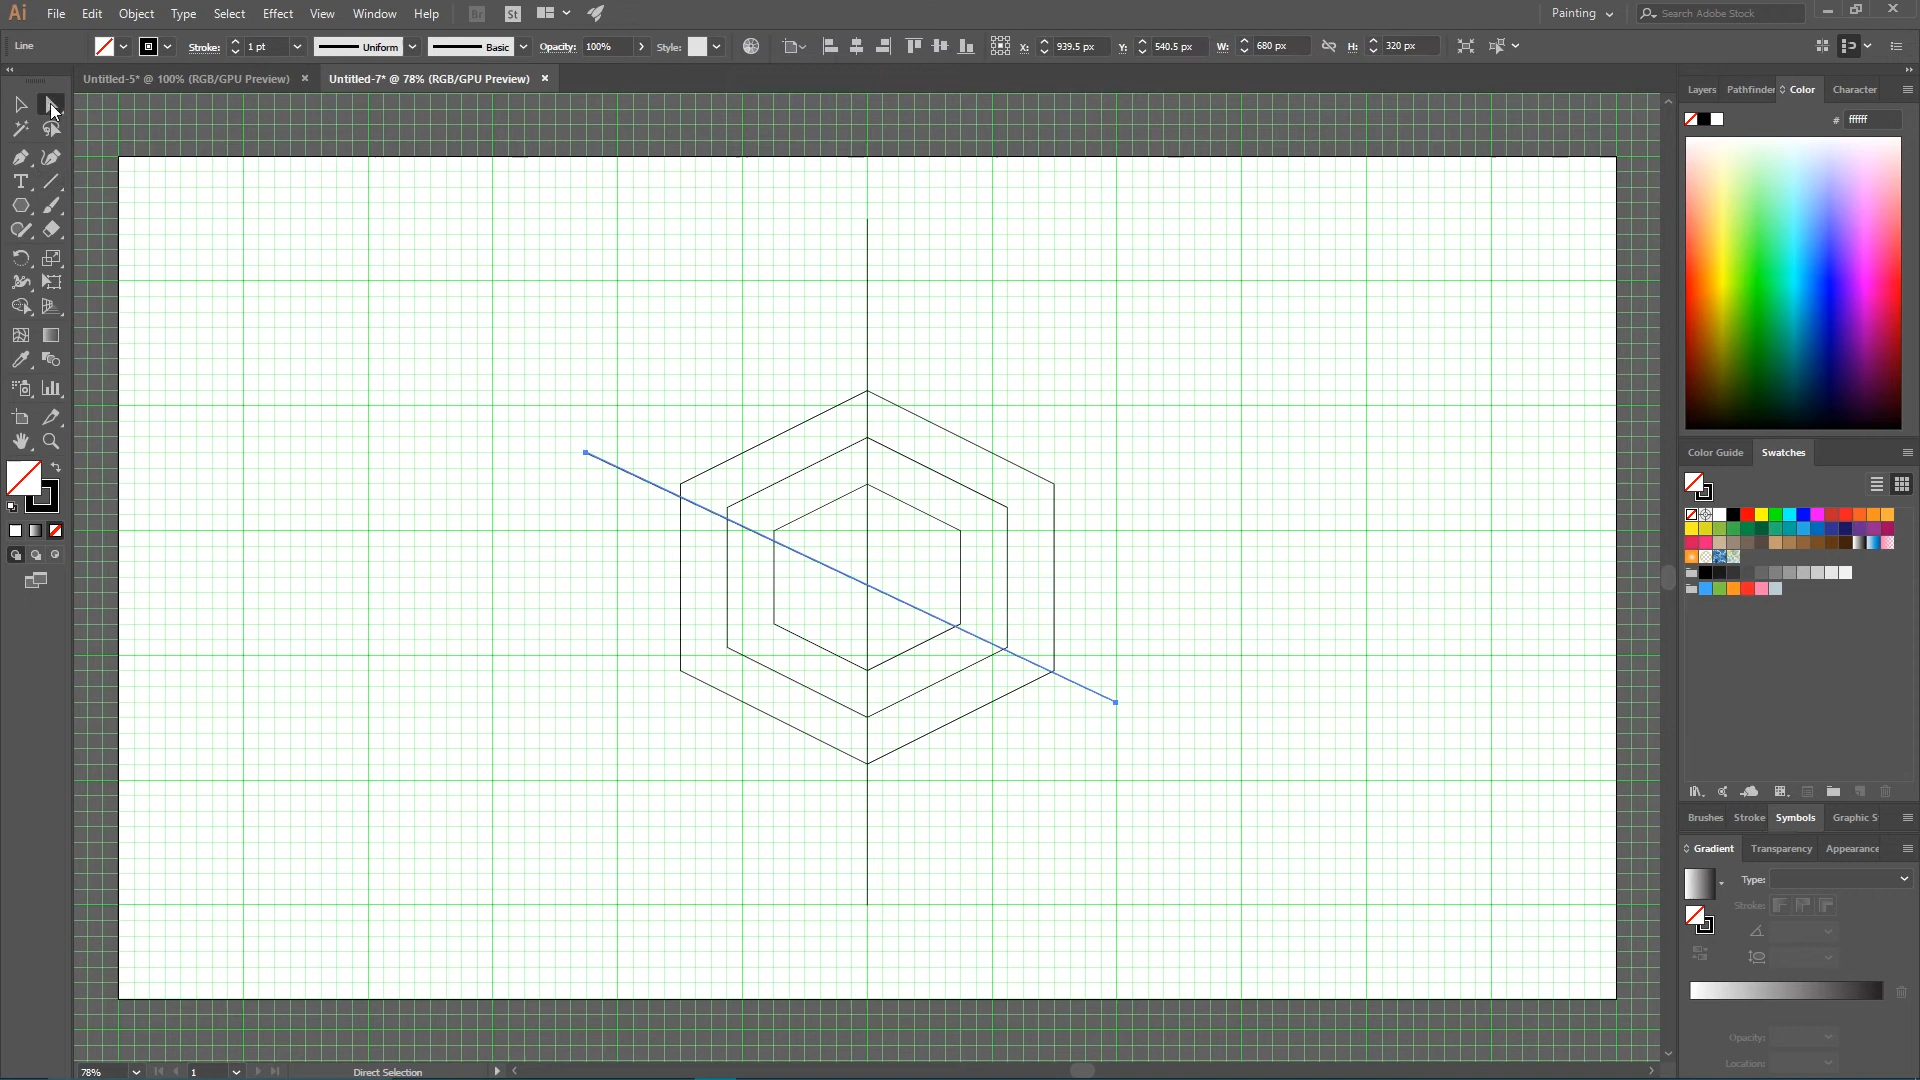 Ai File Edit Object Type Select Effect View Window Help Br St Painting Search Adobe Stock
Line Stroke: 1 pt Uniform Basic Opacity: 100% Style: X: 939.5 px Y: 540.5 px W: 680 px H: 320 px
Untitled-5* @ 100% (RGB/GPU Preview) × Untitled-7* @ 78% (RGB/GPU Preview) ×
Layers Pathfinder Color Character
# ffffff
T
Color Guide Swatches
Brushes Stroke Symbols Graphic S
Gradient Transparency Appearance
Type:
Stroke:
Opacity:
Location:
78% 1 Direct Selection